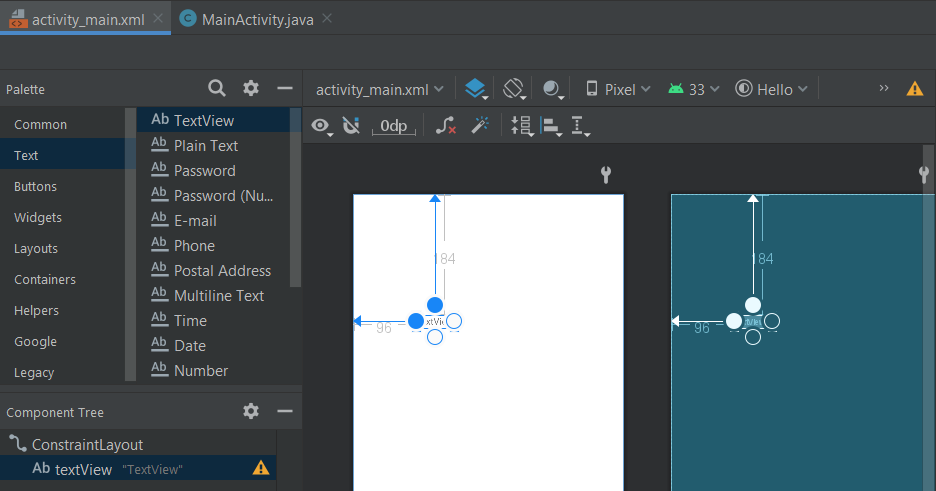 activity_main.xml MainActivity.java
Palette
activity_main.xml Pixel 33 Hello
0dp
Common
Text
Buttons
Widgets
Layouts
Containers
Helpers
Google
Legacy
Ab TextView
Ab Plain Text
Ab Password
Ab Password (Nu...
Ab E-mail
Ab Phone
Ab Postal Address
Ab Multiline Text
Ab Time
Ab Date
Ab Number
184
96
184
96
Component Tree
ConstraintLayout
Ab textView "TextView"